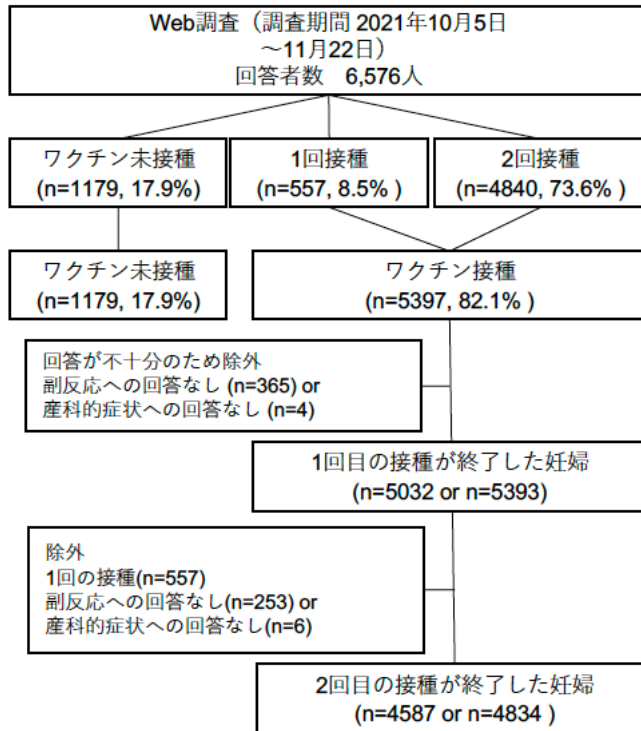 Web調査（調査期間 2021年10月5日
～11月22日）
回答者数　6,576人
ワクチン未接種
(n=1179, 17.9%)
1回接種
(n=557, 8.5% )
2回接種
(n=4840, 73.6% )
ワクチン未接種
(n=1179, 17.9%)
ワクチン接種
(n=5397, 82.1% )
回答が不十分のため除外
副反応への回答なし (n=365) or
産科的症状への回答なし (n=4)
1回目の接種が終了した妊婦
(n=5032 or n=5393)
除外
1回の接種(n=557)
副反応への回答なし(n=253) or
産科的症状への回答なし(n=6)
2回目の接種が終了した妊婦
(n=4587 or n=4834 )